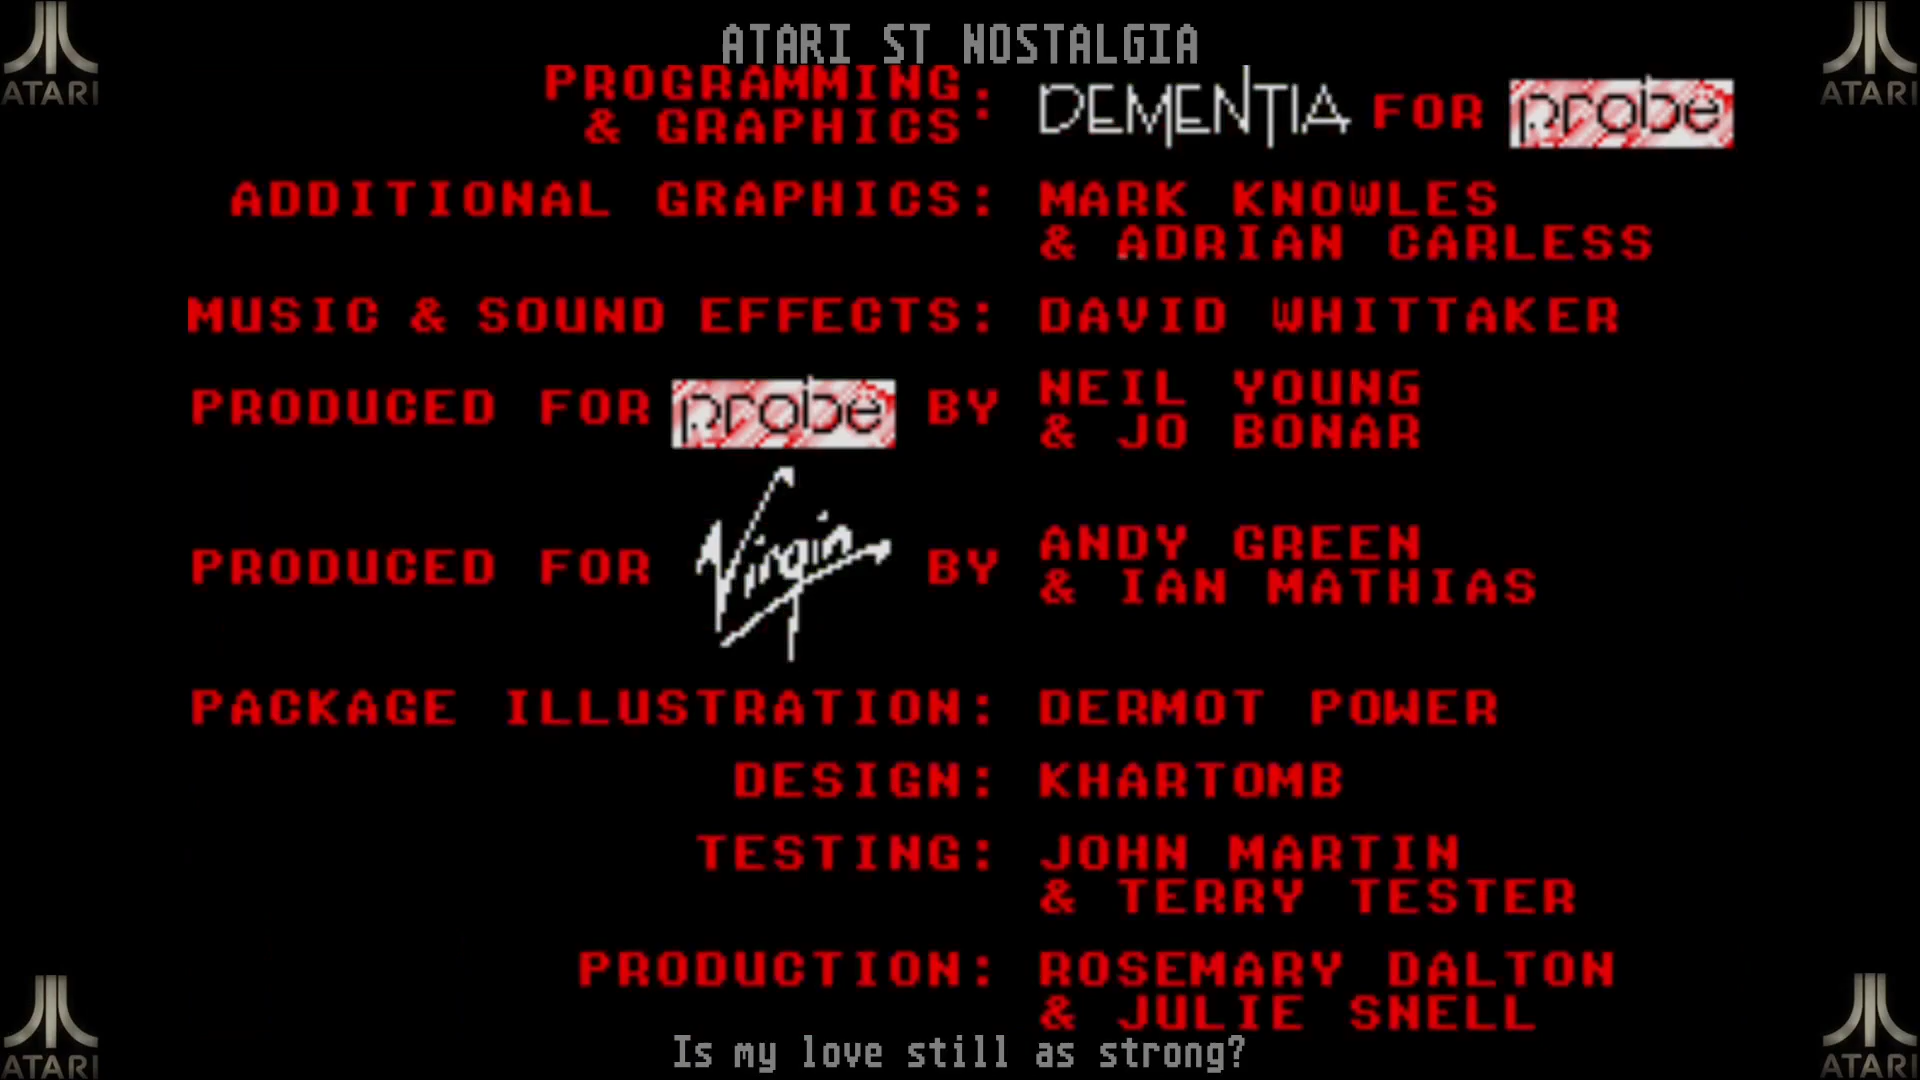 ATARI ST NOSTALGIA
ATARI
ATARI
PROGRAMMING
& GRAPHICS : DEMENTIA FOR probe
ADDITIONAL GRAPHICS: MARK KNOWLES
& ADRIAN CARLESS
MUSIC & SOUND EFFECTS: DAVID WHITTAKER
PRODUCED FOR probe BY NEIL YOUNG
& JO BONAR
PRODUCED FOR Virgin BY ANDY GREEN
& IAN MATHIAS
PACKAGE ILLUSTRATION: DERMOT POWER
DESIGN: KHARTOMB
TESTING: JOHN MARTIN
& TERRY TESTER
PRODUCTION: ROSEMARY DALTON
& JULIE SNELL
Is my love still as strong?
ATARI
ATARI